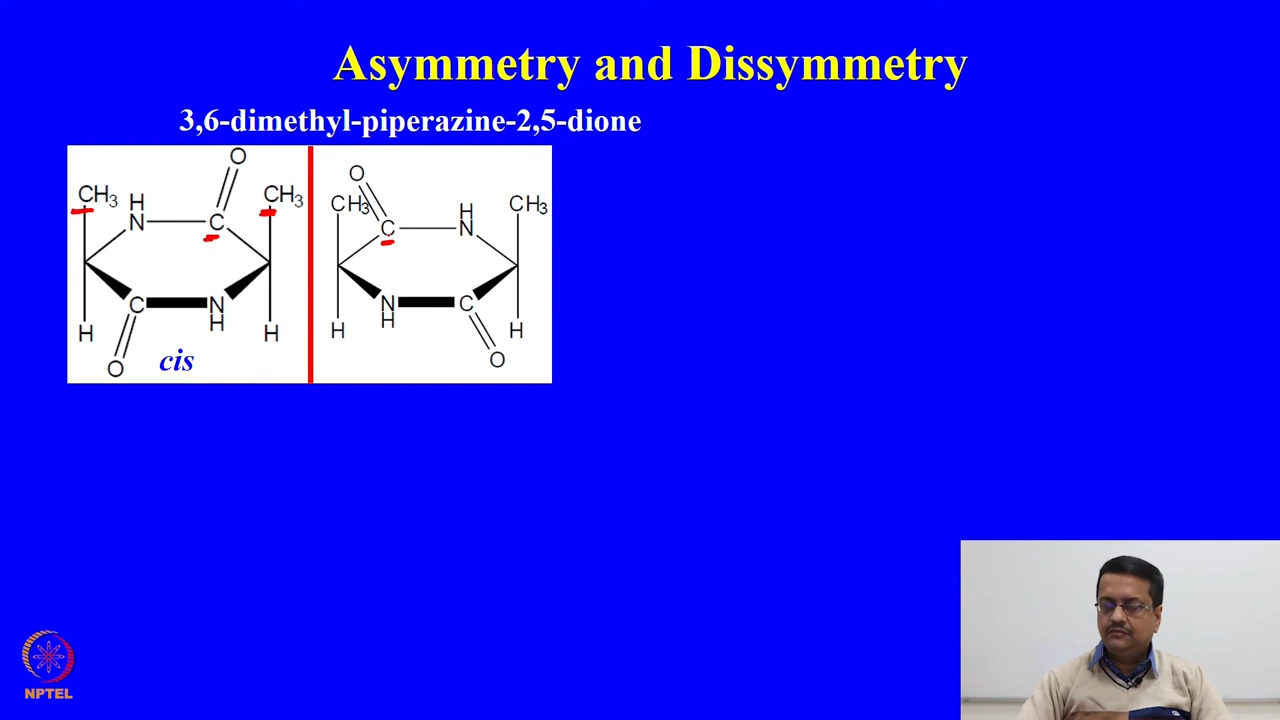 Asymmetry and Dissymmetry
3,6-dimethyl-piperazine-2,5-dione
O
CH3
H
N
C
CH3
C
N
H
H
H
O
cis
O
CH3
C
H
N
CH3
N
H
C
H
H
O
NPTEL